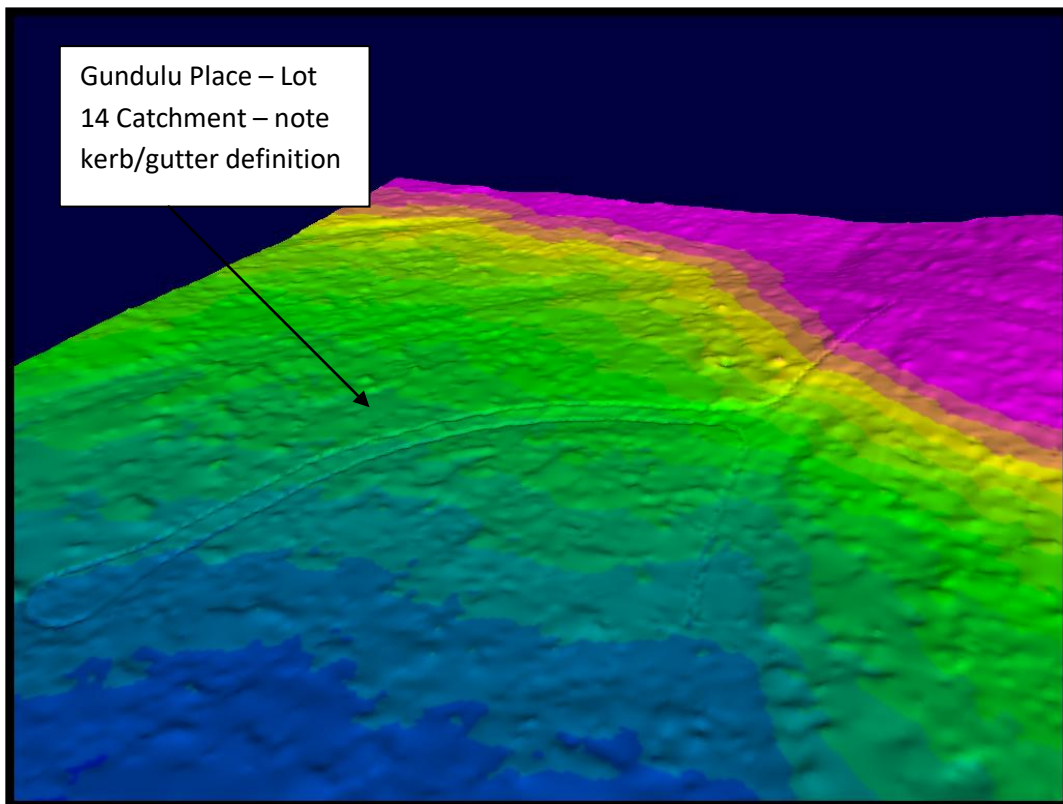 Gundulu Place – Lot
14 Catchment – note
kerb/gutter definition